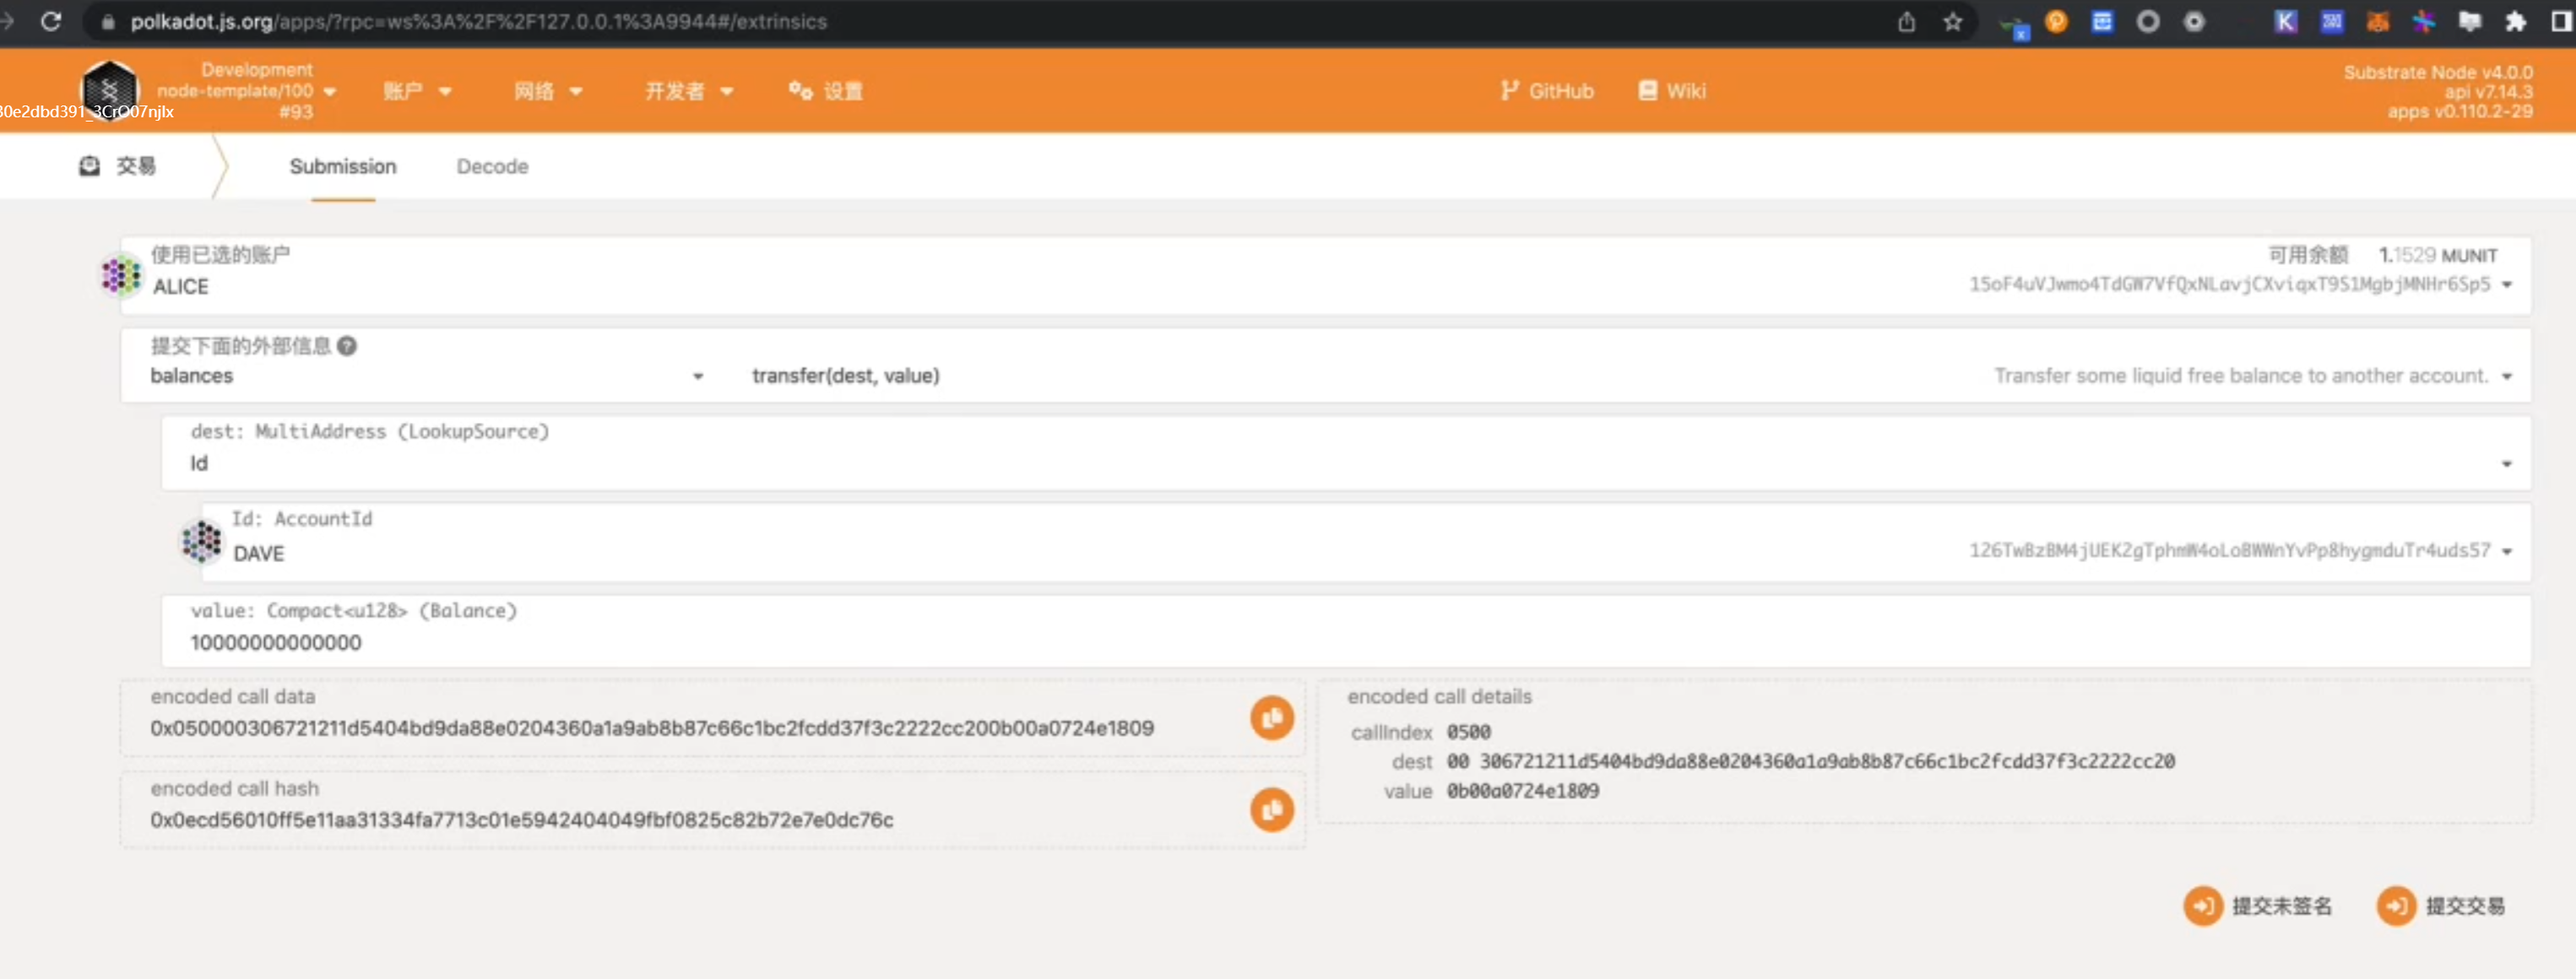 polkadot.js.org/apps/?rpc=ws%3A%2F%2F127.0.0.1%3A9944#/extrinsics
Development
node-template/100
30e2dbd391_3CrO07njlx
#93
账户
网络
开发者
设置
GitHub
Wiki
Substrate Node v4.0.0
api v7.14.3
apps v0.110.2-29
交易
Submission
Decode
使用已选的账户
ALICE
可用余额 1.1529 MUNIT
15oF4uVJwmo4TdGW7VfQxNLavjCXviqxT9S1MgbjMNHr6Sp5
提交下面的外部信息
balances
transfer(dest, value)
Transfer some liquid free balance to another account.
dest: MultiAddress (LookupSource)
Id
Id: AccountId
DAVE
126TwBzBM4jUEK2gTphmW4oLoBWWnYvPp8hygmduTr4uds57
value: Compact<u128> (Balance)
10000000000000
encoded call data
0x050000306721211d5404bd9da88e0204360a1a9ab8b87c66c1bc2fcdd37f3c2222cc200b00a0724e1809
encoded call hash
0x0ecd56010ff5e11aa31334fa7713c01e5942404049fbf0825c82b72e7e0dc76c
encoded call details
callIndex 0500
dest 00 306721211d5404bd9da88e0204360a1a9ab8b87c66c1bc2fcdd37f3c2222cc20
value 0b00a0724e1809
提交未签名
提交交易